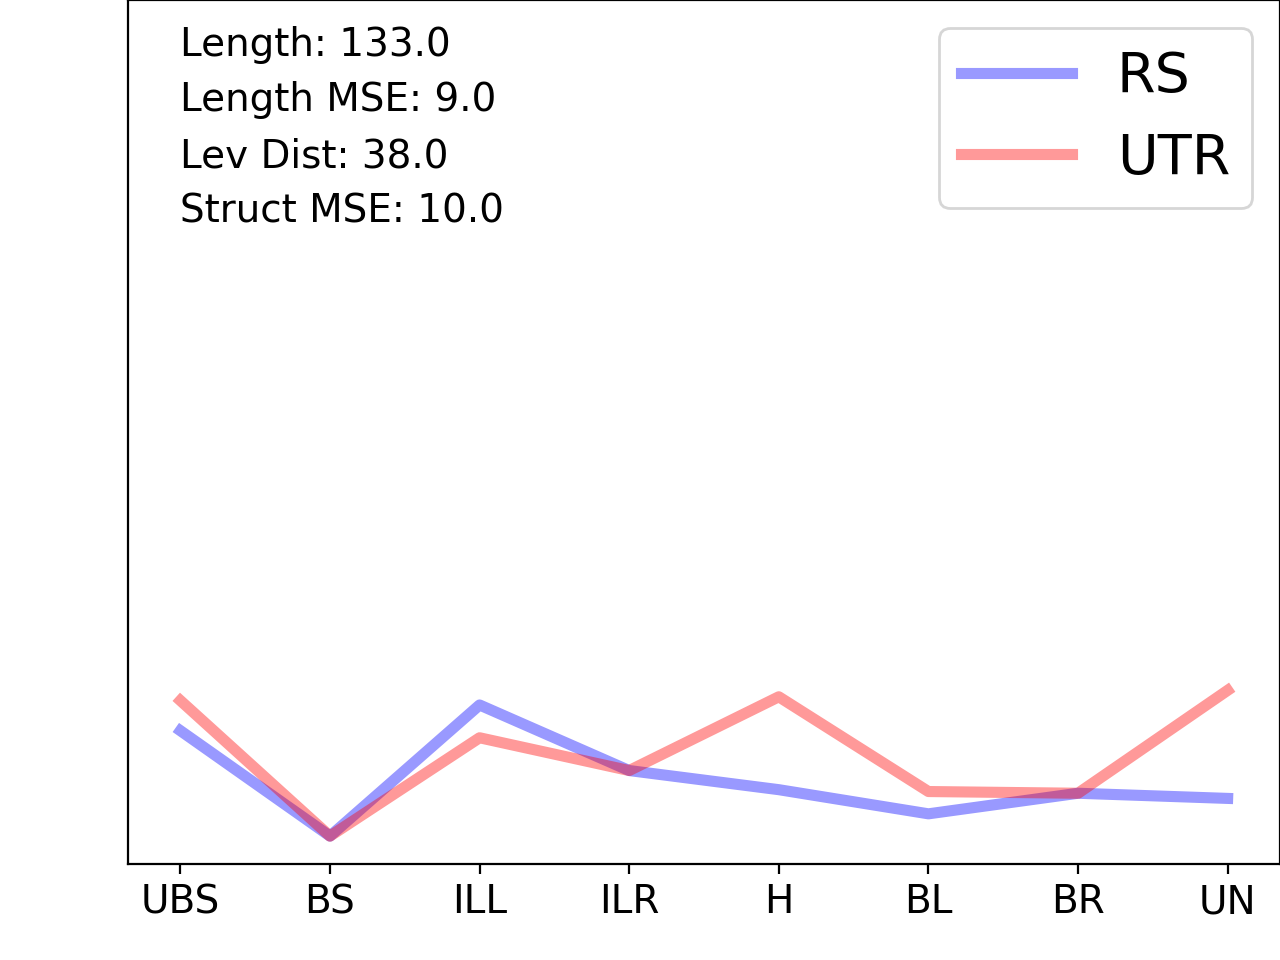 Length: 133.0
Length MSE: 9.0
Lev Dist: 38.0
Struct MSE: 10.0
RS
UTR
UBS BS ILL ILR H BL BR UN